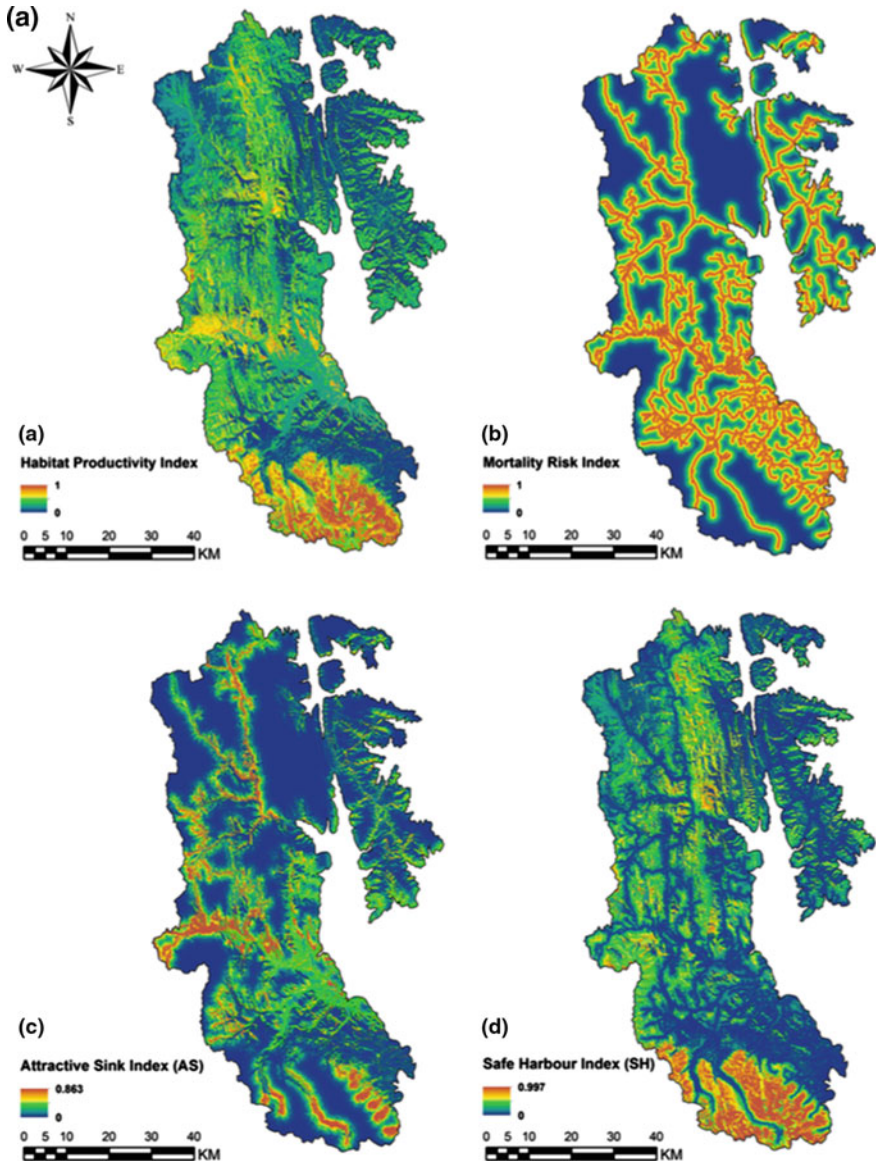 (a)
N
W E
S
(a)
Habitat Productivity Index
1
0
0 5 10 20 30 40 KM
(b)
Mortality Risk Index
1
0
0 5 10 20 30 40 KM
(c)
Attractive Sink Index (AS)
0.863
0
0 5 10 20 30 40 KM
(d)
Safe Harbour Index (SH)
0.997
0
0 5 10 20 30 40 KM